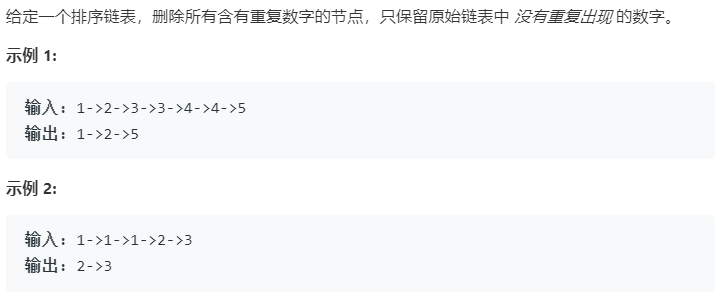 给定一个排序链表，删除所有含有重复数字的节点，只保留原始链表中 没有重复出现 的数字。
示例 1:
输入: 1->2->3->3->4->4->5
输出: 1->2->5
示例 2:
输入: 1->1->1->2->3
输出: 2->3